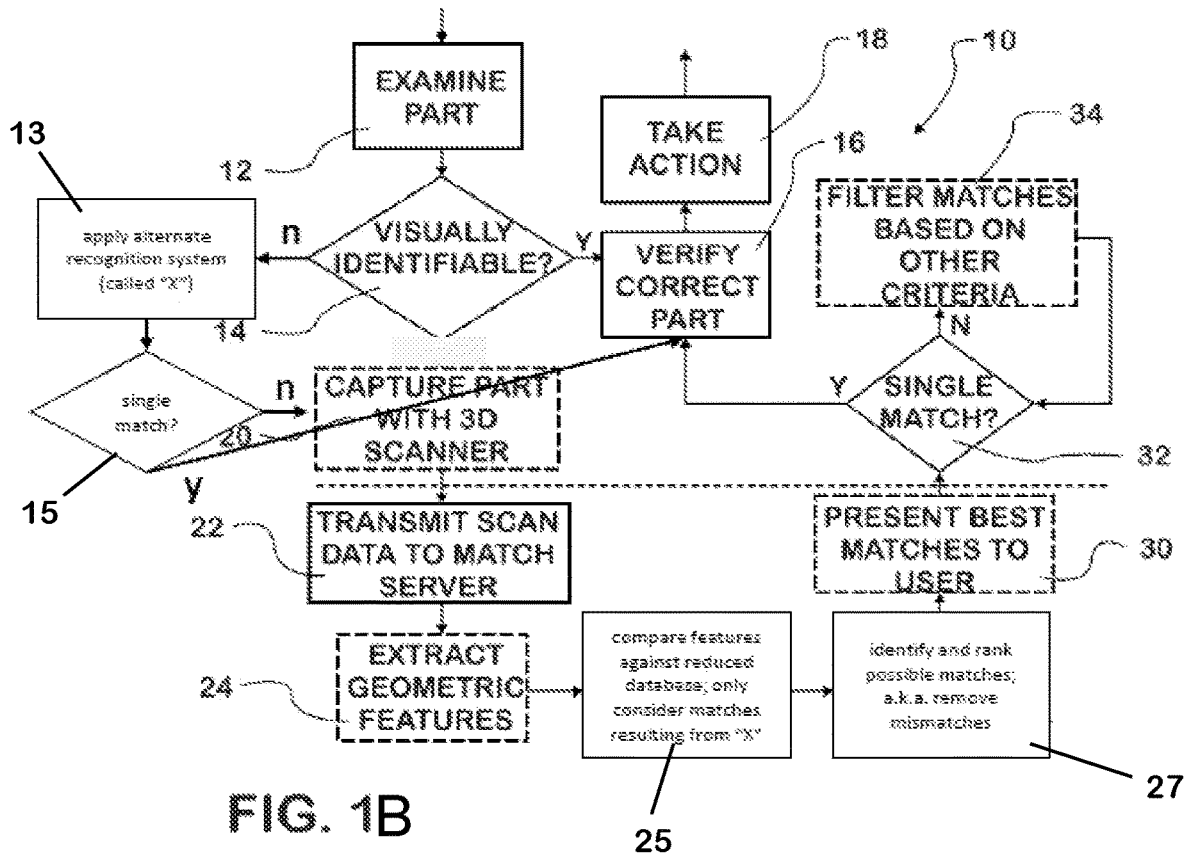 EXAMINE
PART
12
13
apply alternate
recognition system
(called "X")
n
VISUALLY
IDENTIFIABLE?
Y
14
single
match?
15
n
y
TAKE
ACTION
18
VERIFY
CORRECT
PART
16
10
34
FILTER MATCHES
BASED ON
OTHER
CRITERIA
N
Y
SINGLE
MATCH?
32
CAPTURE PART
WITH 3D
SCANNER
20
22
TRANSMIT SCAN
DATA TO MATCH
SERVER
24
EXTRACT
GEOMETRIC
FEATURES
compare features
against reduced
database; only
consider matches
resulting from "X"
25
identify and rank
possible matches;
a.k.a. remove
mismatches
27
PRESENT BEST
MATCHES TO
USER
30
FIG. 1B